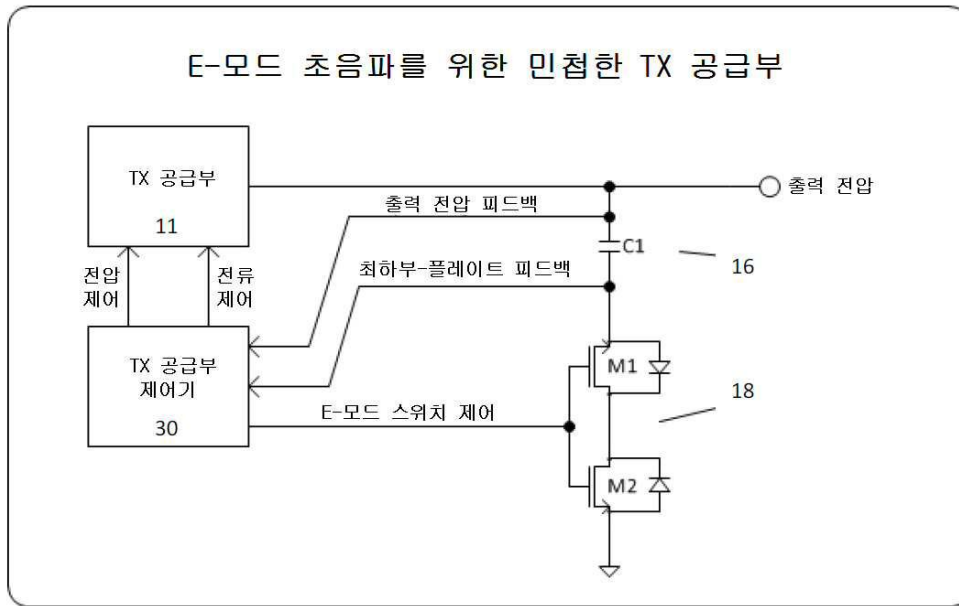 E-모드 초음파를 위한 민첩한 TX 공급부
TX 공급부
11
출력 전압
출력 전압 피드백
C1
16
전압
제어
전류
제어
최하부-플레이트 피드백
TX 공급부
제어기
30
M1
18
E-모드 스위치 제어
M2